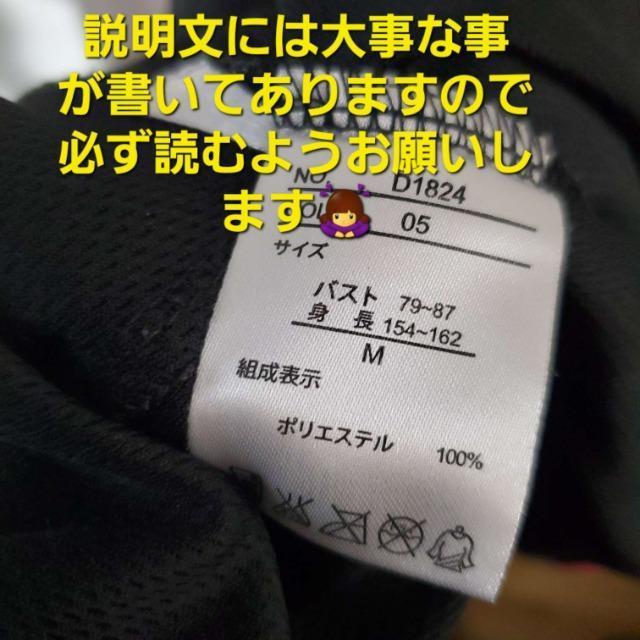 説明文には大事な事
が書いてありますので
必ず読むようお願いし
ます🙇‍♀️
NO D1824
05
サイズ
バスト 79~87
身 長 154~162
M
組成表示
ポリエステル 100%